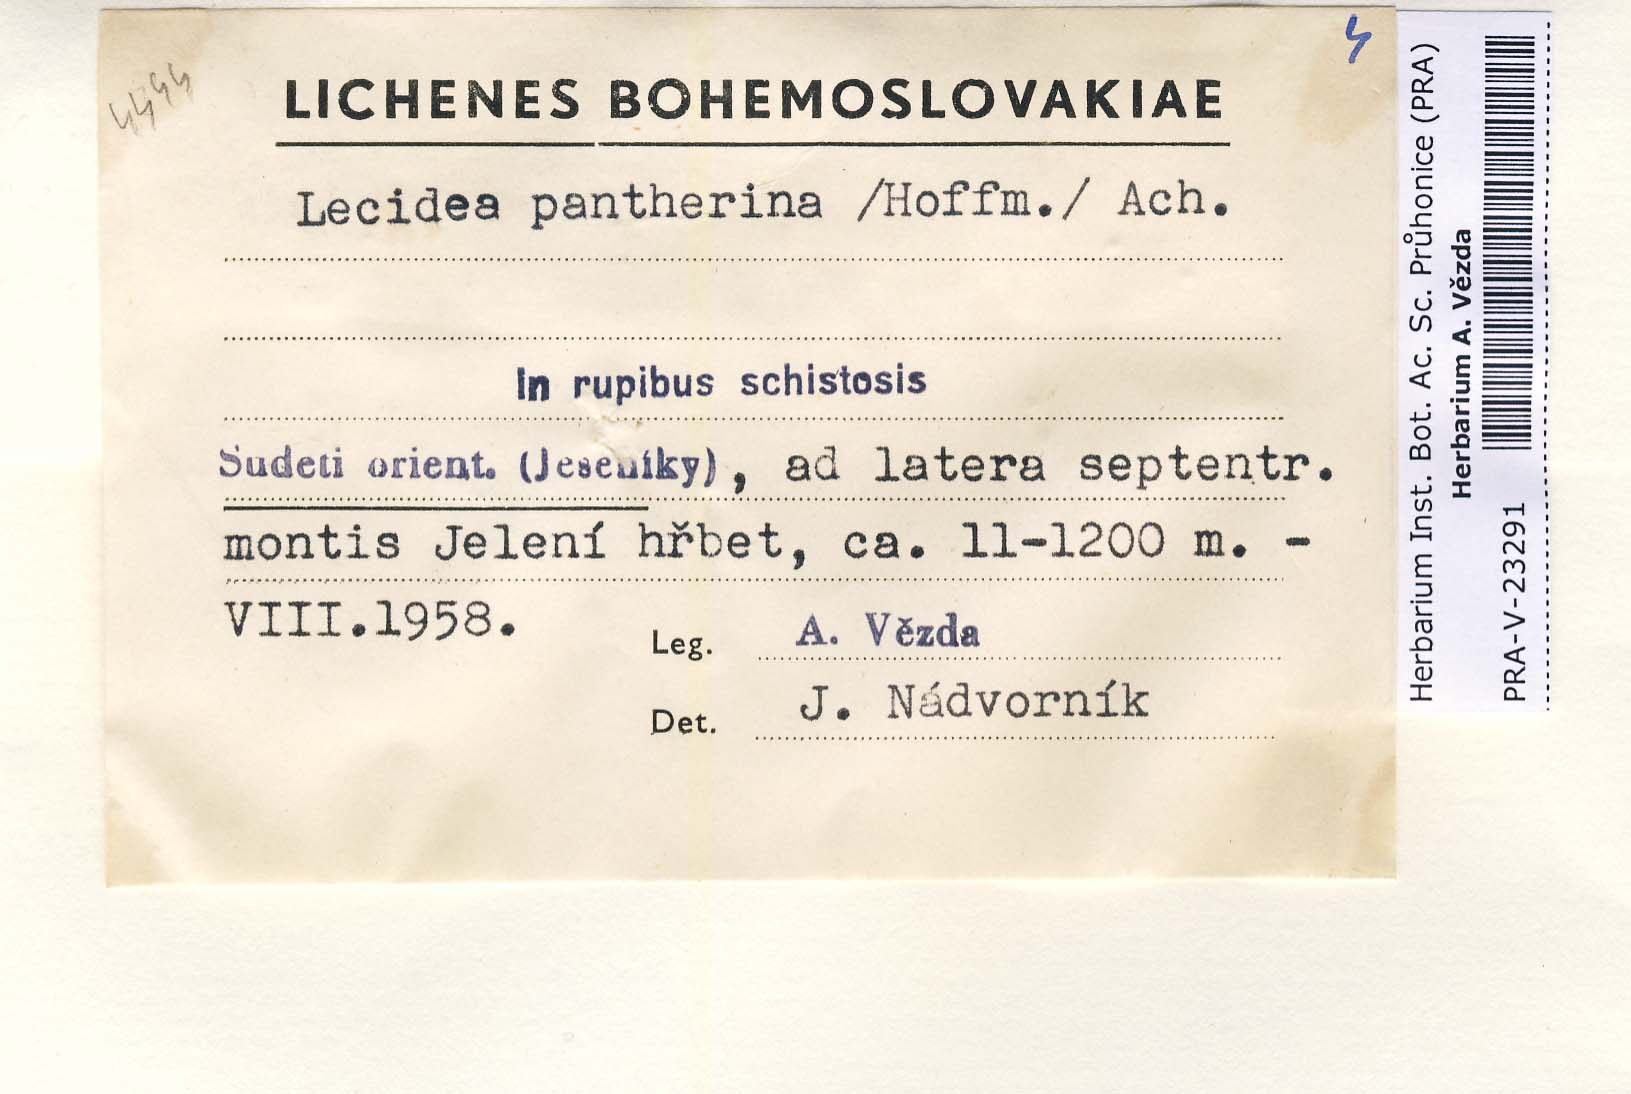 4444
LICHENES BOHEMOSLOVAKIAE
Lecidea pantherina /Hoffm./ Ach.
In rupibus schistosis
Sudeti orient. (Jeseníky), ad latera septentr.
montis Jelení hřbet, ca. 11-1200 m. -
VIII.1958.
Leg. A. Vězda
Det. J. Nádvorník
Herbarium Inst. Bot. Ac. Sc. Průhonice (PRA)
Herbarium A. Vězda
PRA-V-23291